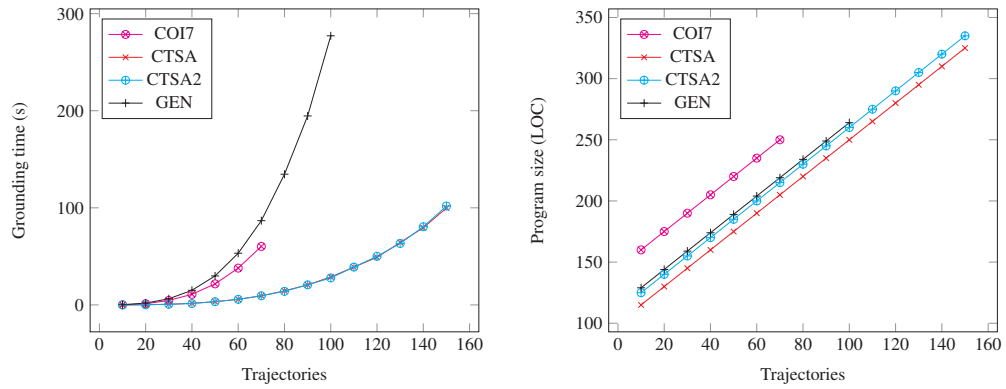 300
200
100
0
0 20 40 60 80 100 120 140 160
Grounding time (s)
Trajectories
COI7
CTSA
CTSA2
GEN
350
300
250
200
150
100
0 20 40 60 80 100 120 140 160
Program size (LOC)
Trajectories
COI7
CTSA
CTSA2
GEN